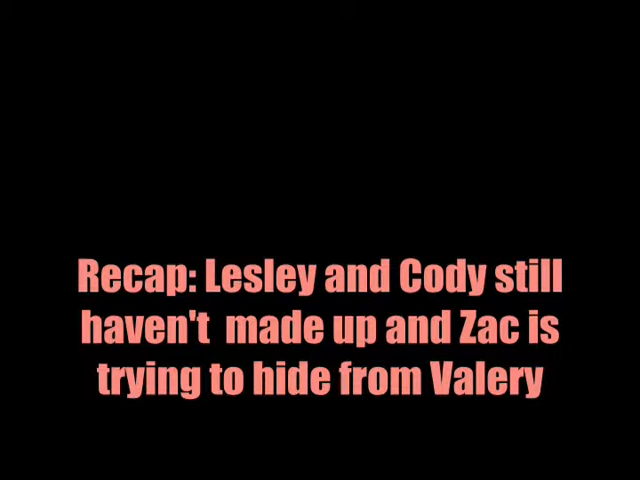 Recap: Lesley and Cody still
haven't  made up and Zac is
trying to hide from Valery